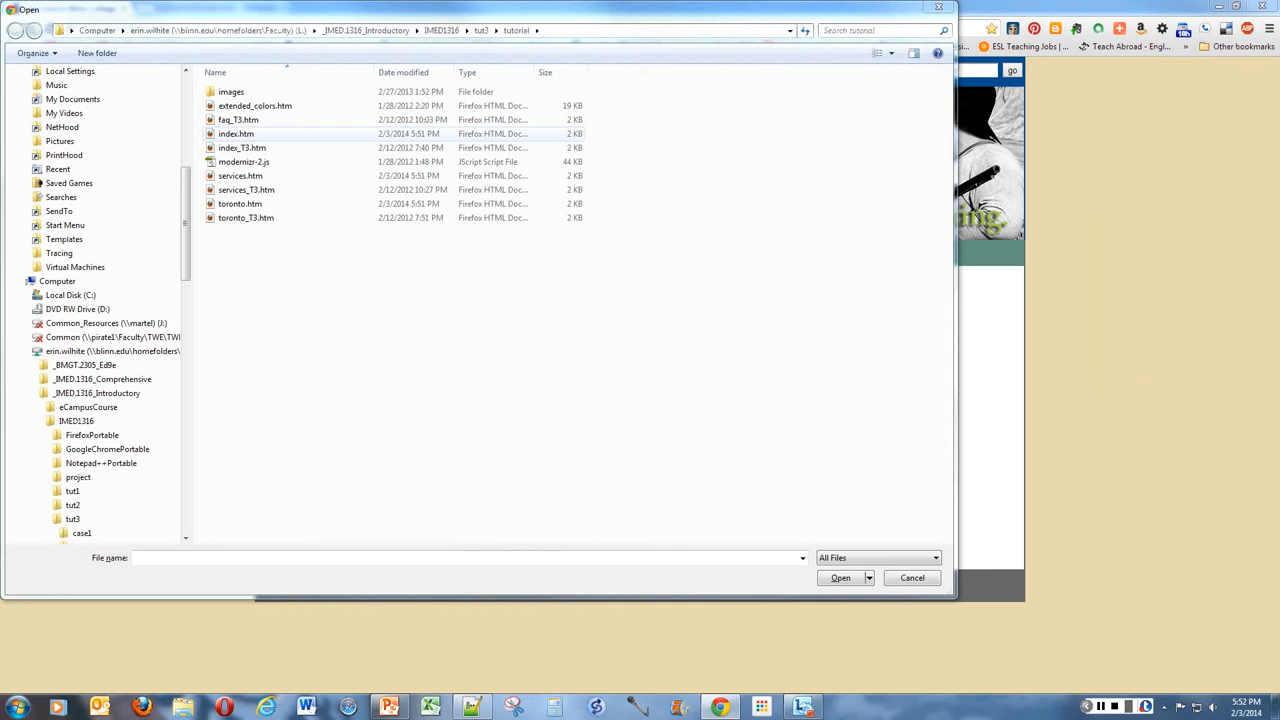 Open
Computer ▸ erin.wilhite (\\blinn.edu\homefolders\Faculty) (L:) ▸ _IMED.1316_Introductory ▸ IMED1316 ▸ tut3 ▸ tutorial ▸
Search tutorial
Organize
New folder
ESL Teaching Jobs | ...
Teach Abroad - Engl...
»
Other bookmarks
go
Name
Date modified
Type
Size
images 2/27/2013 1:52 PM File folder
extended_colors.htm 1/28/2012 2:20 PM Firefox HTML Doc... 19 KB
faq_T3.htm 2/12/2012 10:03 PM Firefox HTML Doc... 2 KB
index.htm 2/3/2014 5:51 PM Firefox HTML Doc... 2 KB
index_T3.htm 2/12/2012 7:40 PM Firefox HTML Doc... 2 KB
modernizr-2.js 1/28/2012 1:48 PM JScript Script File 44 KB
services.htm 2/3/2014 5:51 PM Firefox HTML Doc... 2 KB
services_T3.htm 2/12/2012 10:27 PM Firefox HTML Doc... 2 KB
toronto.htm 2/3/2014 5:51 PM Firefox HTML Doc... 2 KB
toronto_T3.htm 2/12/2012 7:51 PM Firefox HTML Doc... 2 KB
Local Settings
Music
My Documents
My Videos
NetHood
Pictures
PrintHood
Recent
Saved Games
Searches
SendTo
Start Menu
Templates
Tracing
Virtual Machines
Computer
Local Disk (C:)
DVD RW Drive (D:)
Common_Resources (\\martel) (J:)
Common (\\pirate1\Faculty\TWE\TWE
erin.wilhite (\\blinn.edu\homefolders\
_BMGT.2305_Ed9e
_IMED.1316_Comprehensive
_IMED.1316_Introductory
eCampusCourse
IMED1316
FirefoxPortable
GoogleChromePortable
Notepad++Portable
project
tut1
tut2
tut3
case1
ing.
File name:
All Files
Open
Cancel
5:52 PM
2/3/2014